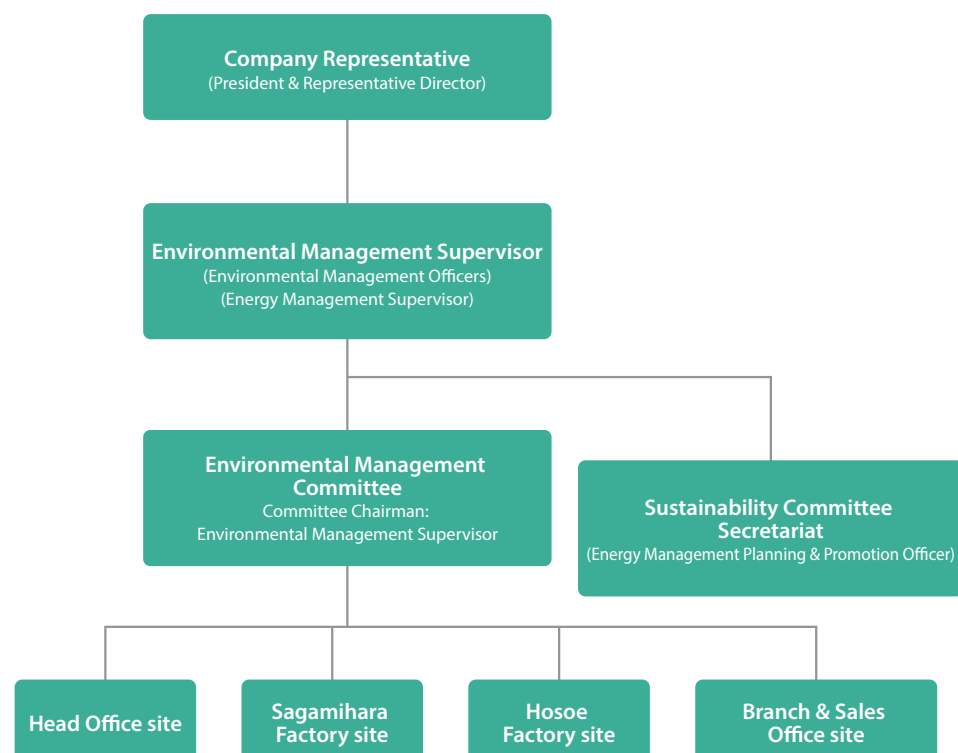 Company Representative
(President & Representative Director)
Environmental Management Supervisor
(Environmental Management Officers)
(Energy Management Supervisor)
Environmental Management
Committee
Committee Chairman:
Environmental Management Supervisor
Sustainability Committee
Secretariat
(Energy Management Planning & Promotion Officer)
Head Office site
Sagamihara
Factory site
Hosoe
Factory site
Branch & Sales
Office site